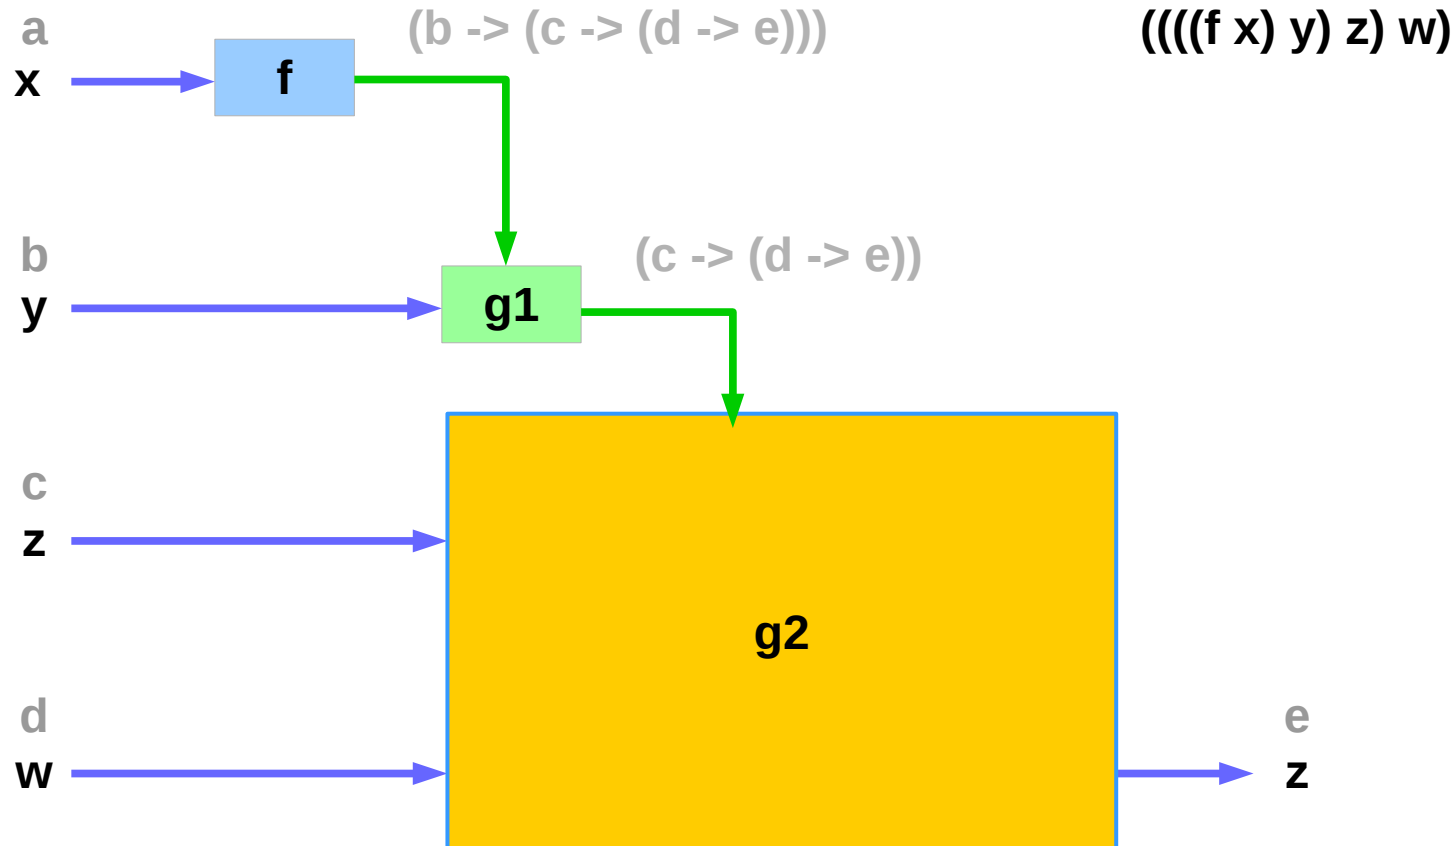 a (b -> (c -> (d -> e))) ((((f x) y) z) w)
x f
b (c -> (d -> e))
y g1
c
z
g2
d e
w z